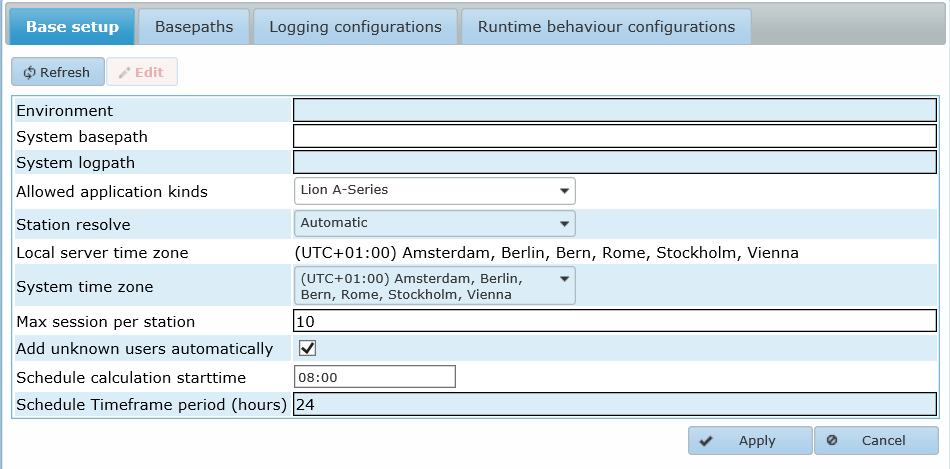 Base setup Basepaths Logging configurations Runtime behaviour configurations
Refresh Edit
Environment
System basepath
System logpath
Allowed application kinds Lion A-Series
Station resolve Automatic
Local server time zone (UTC+01:00) Amsterdam, Berlin, Bern, Rome, Stockholm, Vienna
System time zone (UTC+01:00) Amsterdam, Berlin,
Bern, Rome, Stockholm, Vienna
Max session per station 10
Add unknown users automatically
Schedule calculation starttime 08:00
Schedule Timeframe period (hours) 24
Apply Cancel